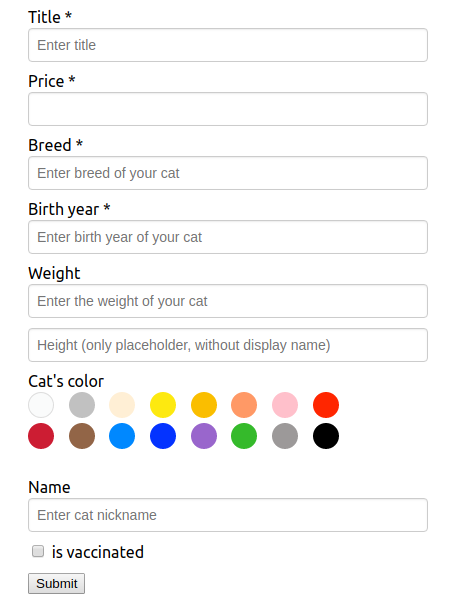 Title *
Enter title
Price *
Breed *
Enter breed of your cat
Birth year *
Enter birth year of your cat
Weight
Enter the weight of your cat
Height (only placeholder, without display name)
Cat's color
Name
Enter cat nickname
is vaccinated
Submit